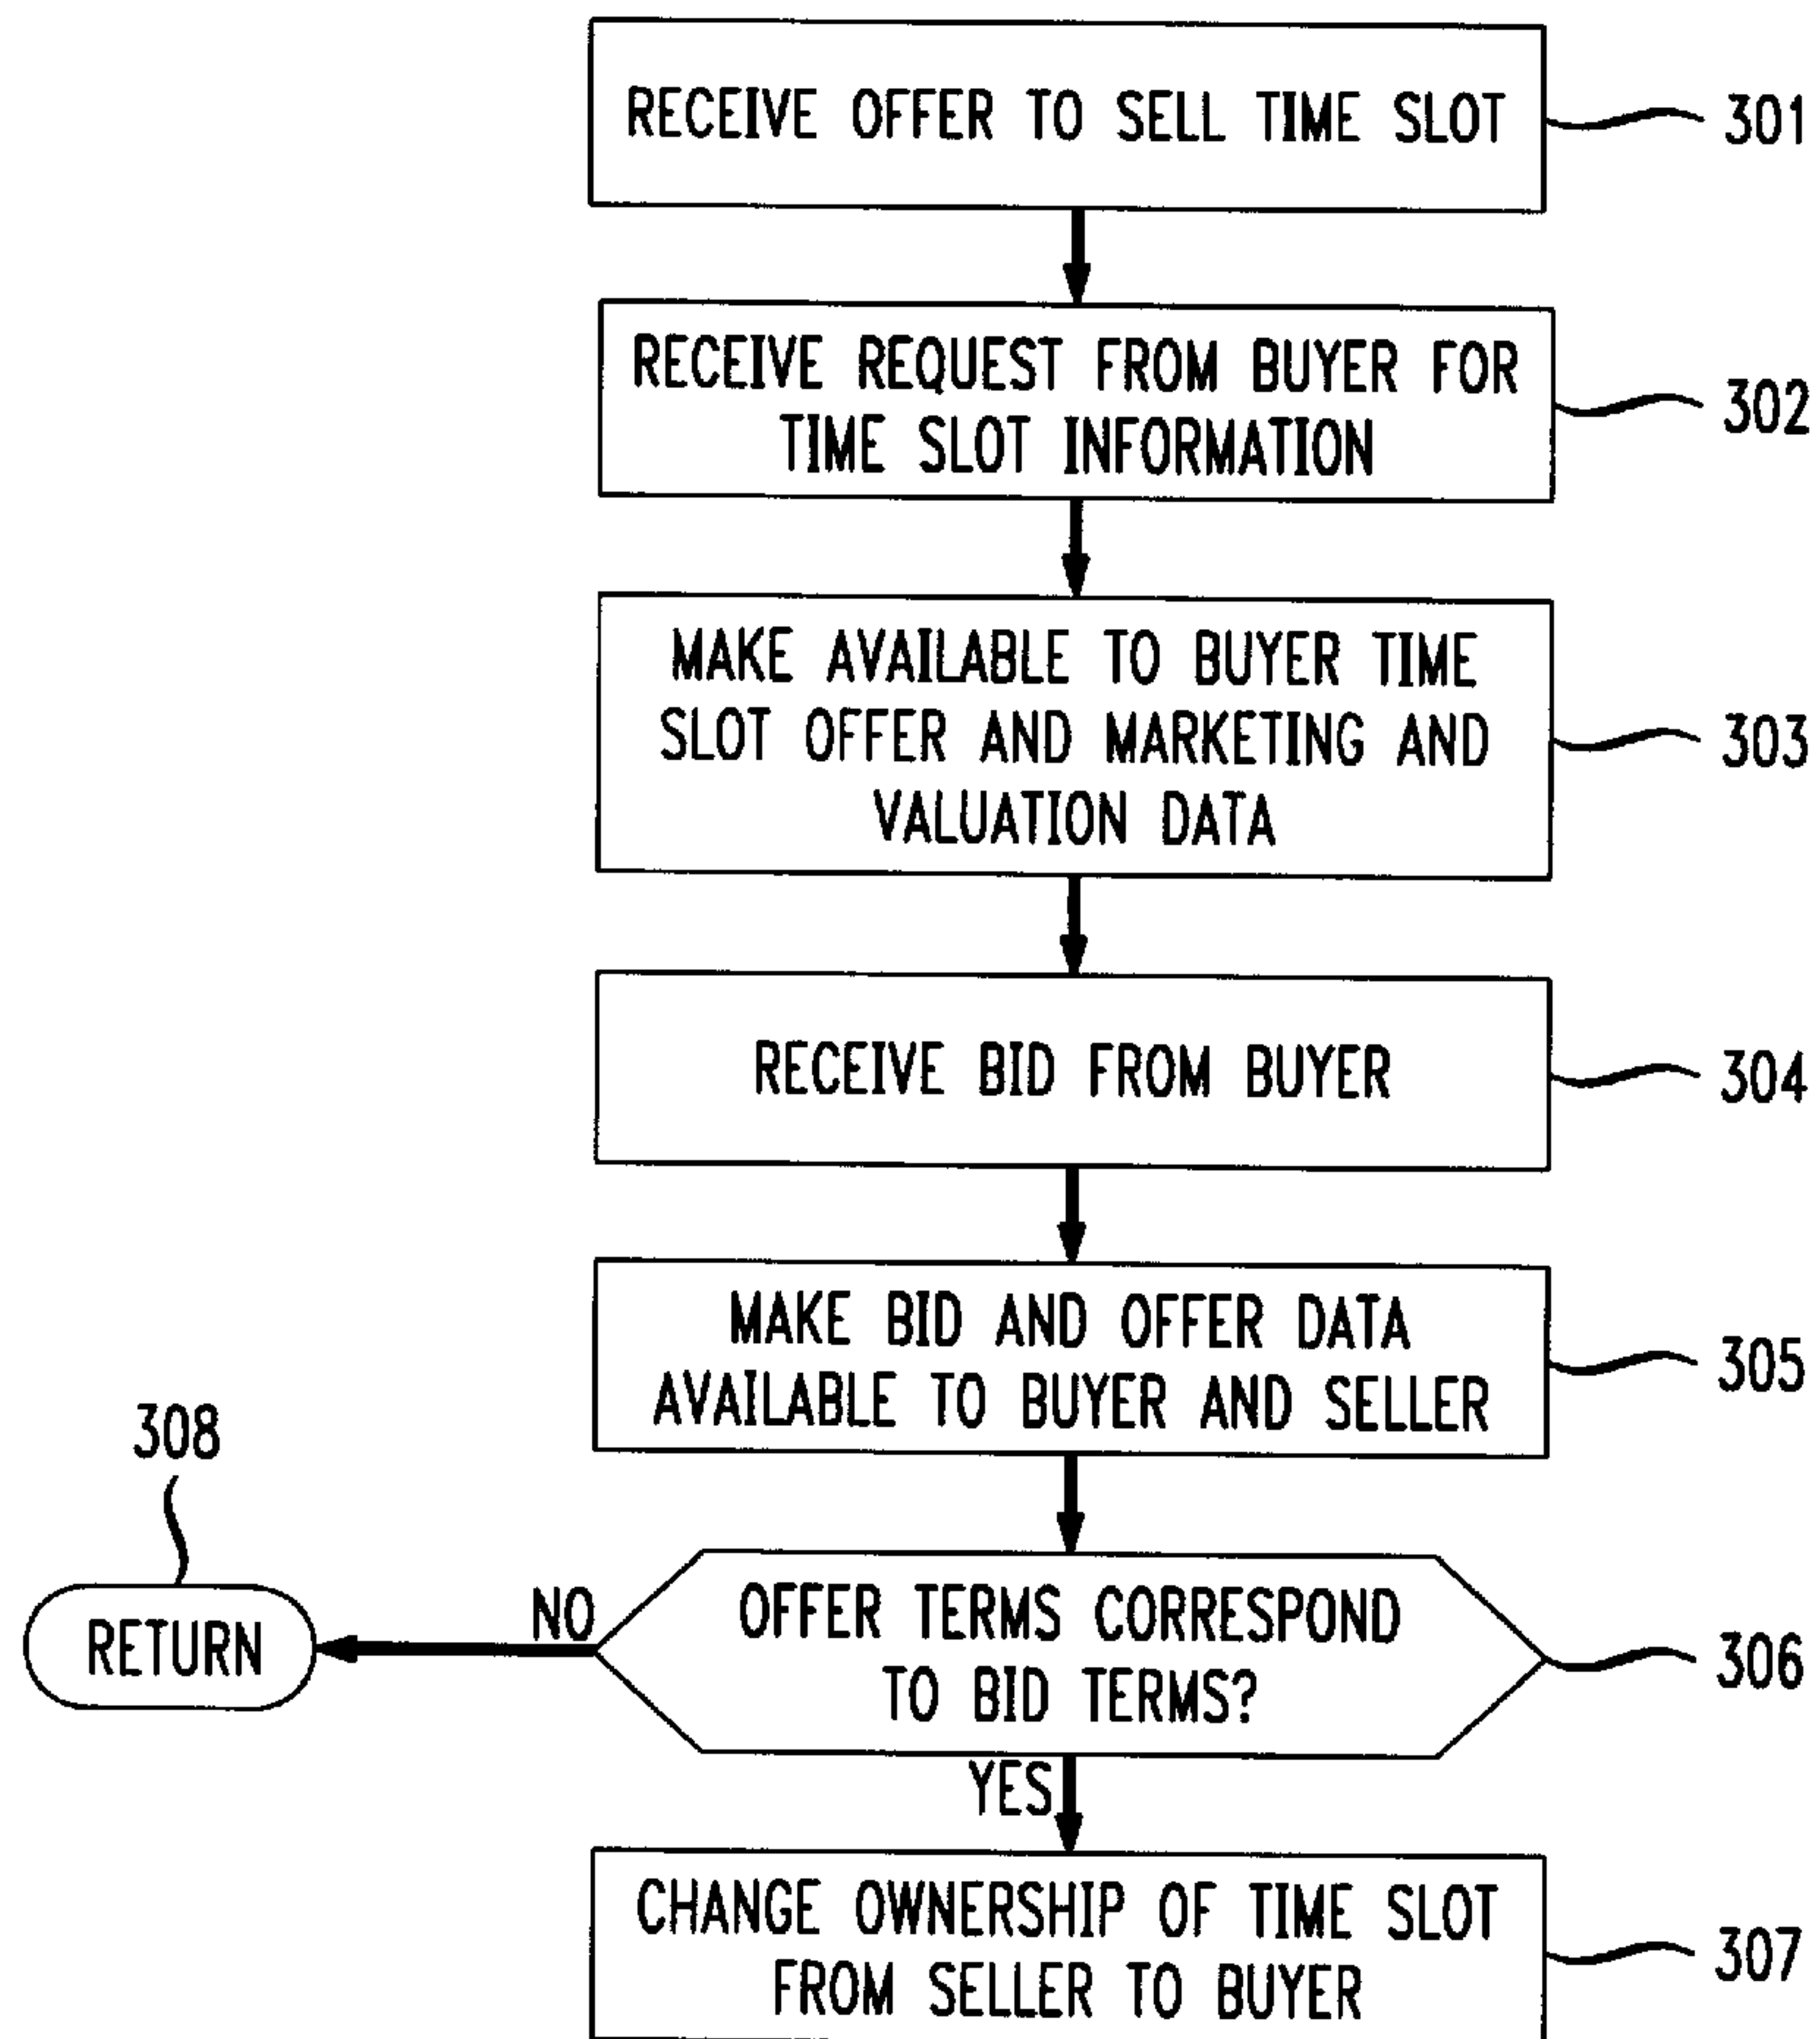 RECEIVE OFFER TO SELL TIME SLOT
301
RECEIVE REQUEST FROM BUYER FOR
TIME SLOT INFORMATION
302
MAKE AVAILABLE TO BUYER TIME
SLOT OFFER AND MARKETING AND
VALUATION DATA
303
RECEIVE BID FROM BUYER
304
MAKE BID AND OFFER DATA
AVAILABLE TO BUYER AND SELLER
305
308
RETURN
NO
OFFER TERMS CORRESPOND
TO BID TERMS?
306
YES
CHANGE OWNERSHIP OF TIME SLOT
FROM SELLER TO BUYER
307